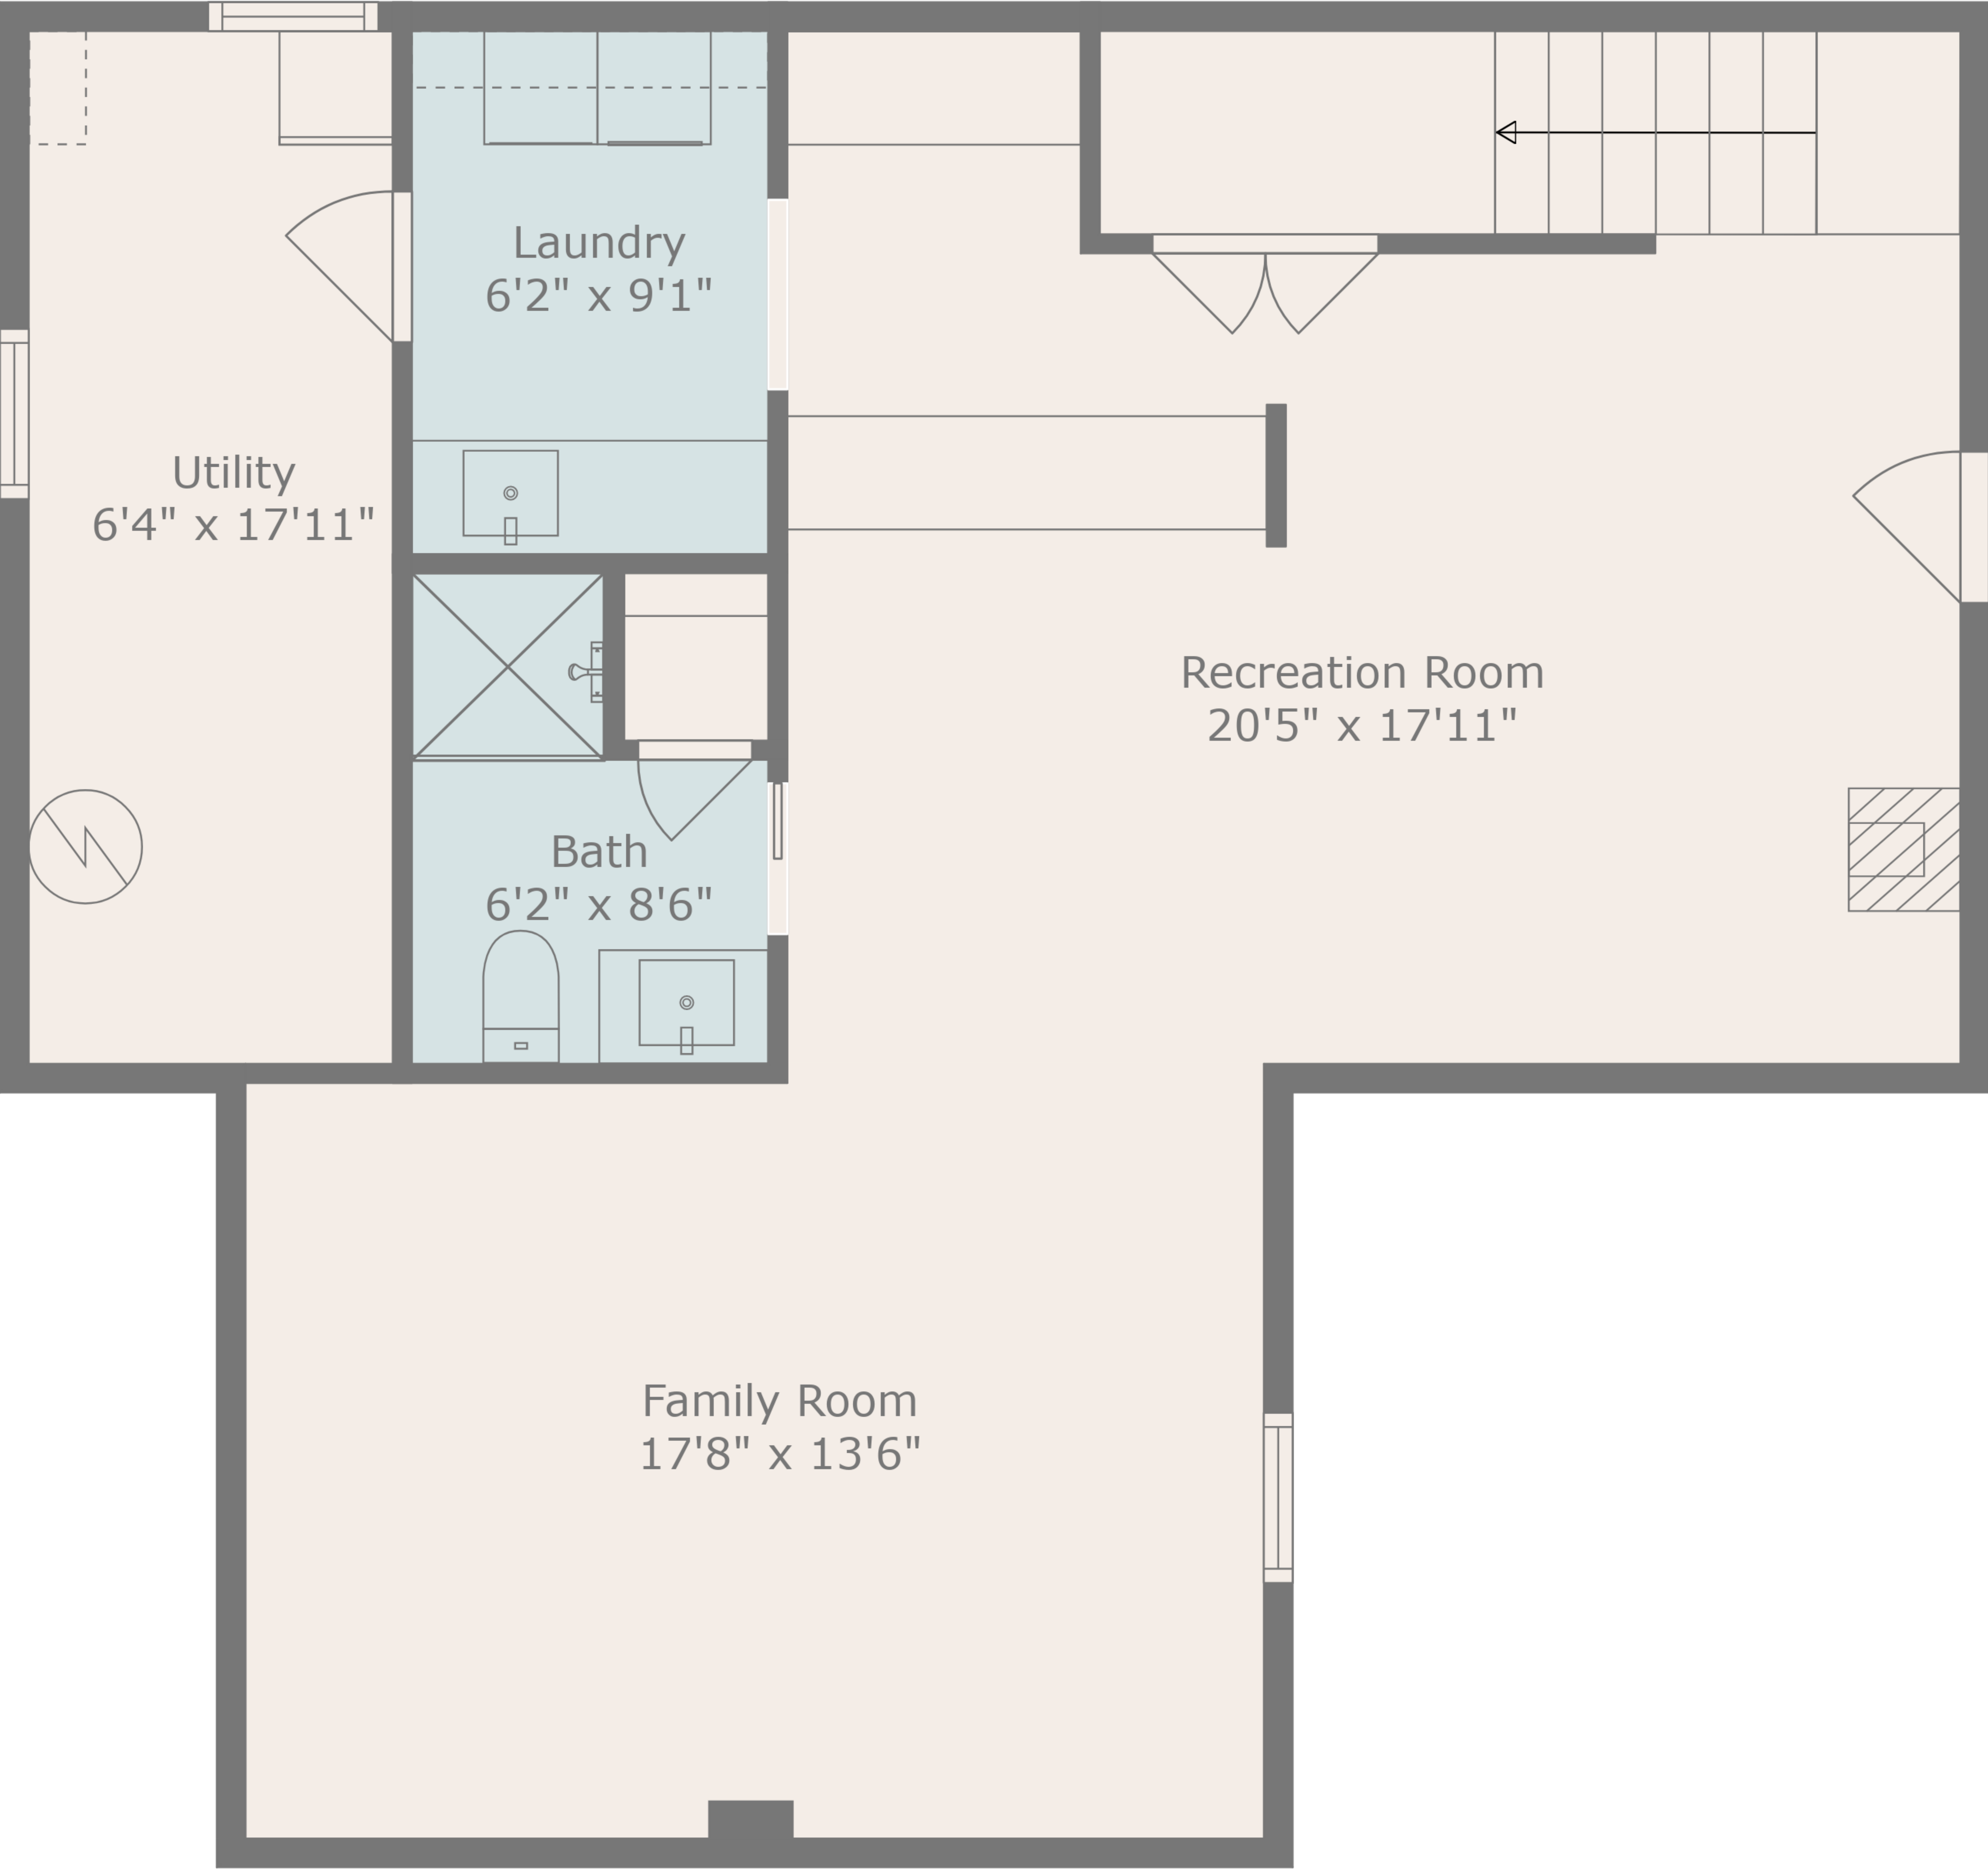 Laundry
6'2" x 9'1"
Utility
6'4" x 17'11"
Recreation Room
20'5" x 17'11"
Bath
6'2" x 8'6"
Family Room
17'8" x 13'6"